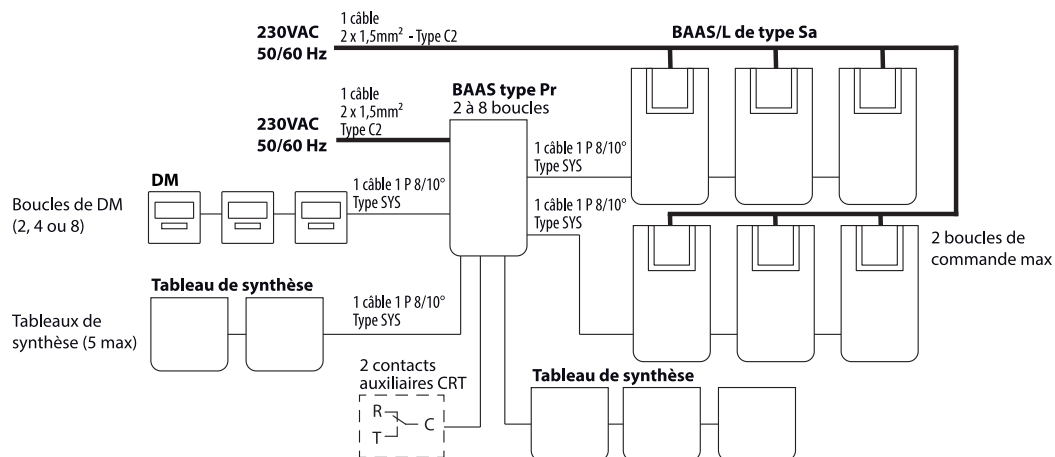 1 câble
2 x 1,5mm² - Type C2
230VAC
50/60 Hz
BAAS/L de type Sa
1 câble
2 x 1,5mm²
Type C2
230VAC
50/60 Hz
BAAS type Pr
2 à 8 boucles
1 câble 1 P 8/10°
Type SYS
DM
1 câble 1 P 8/10°
Type SYS
Boucles de DM
(2, 4 ou 8)
1 câble 1 P 8/10°
Type SYS
2 boucles de
commande max
Tableau de synthèse
1 câble 1 P 8/10°
Type SYS
Tableaux de
synthèse (5 max)
2 contacts
auxiliaires CRT
R
C
T
Tableau de synthèse